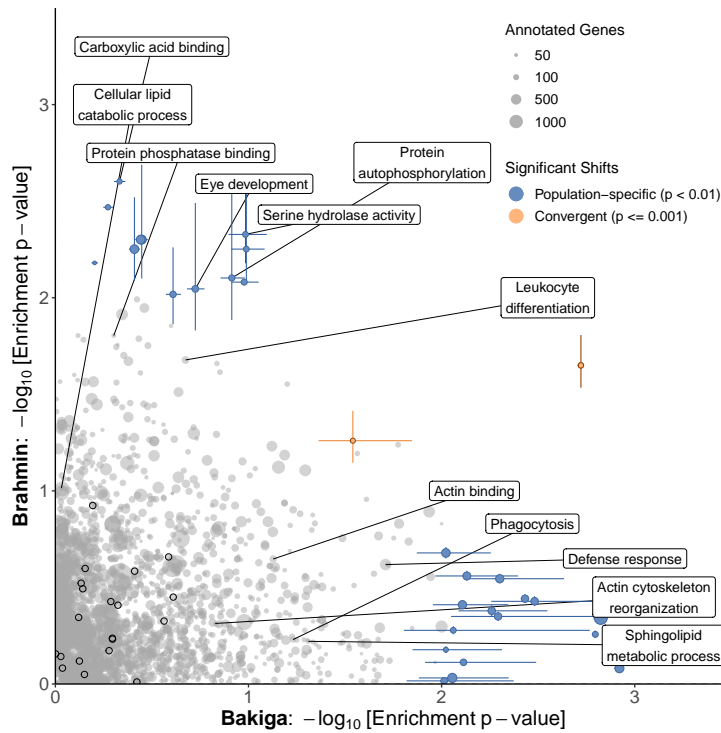 Carboxylic acid binding
Cellular lipid
catabolic process
Protein phosphatase binding
Eye development
Protein
autophosphorylation
Serine hydrolase activity
Leukocyte
differentiation
Actin binding
Phagocytosis
Defense response
Actin cytoskeleton
reorganization
Sphingolipid
metabolic process
Annotated Genes
50
100
500
1000
Significant Shifts
Population−specific (p < 0.01)
Convergent (p <= 0.001)
3
2
1
0
0
1
2
3
Brahmin: −log10 [Enrichment p−value]
Bakiga: −log10 [Enrichment p−value]